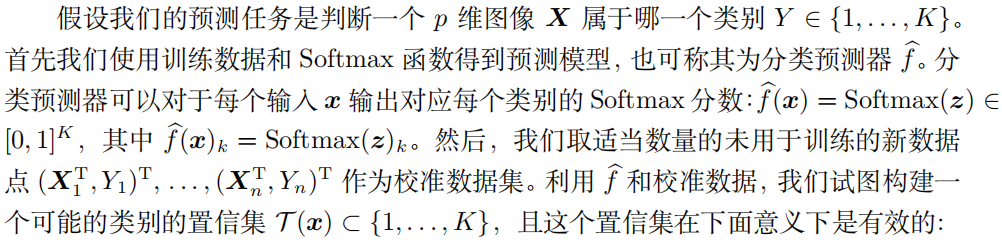 假设我们的预测任务是判断一个 p 维图像 X 属于哪一个类别 Y ∈ {1, . . . , K}。
首先我们使用训练数据和 Softmax 函数得到预测模型, 也可称其为分类预测器 f̂。分
类预测器可以对于每个输入 x 输出对应每个类别的 Softmax 分数: f̂(x) = Softmax(z) ∈
[0, 1]^K, 其中 f̂(x)_k = Softmax(z)_k。然后, 我们取适当数量的未用于训练的新数据
点 (X_1^T, Y_1)^T, . . . , (X_n^T, Y_n)^T 作为校准数据集。利用 f̂ 和校准数据, 我们试图构建一
个可能的类别的置信集 𝒯(x) ⊂ {1, . . . , K}, 且这个置信集在下面意义下是有效的: